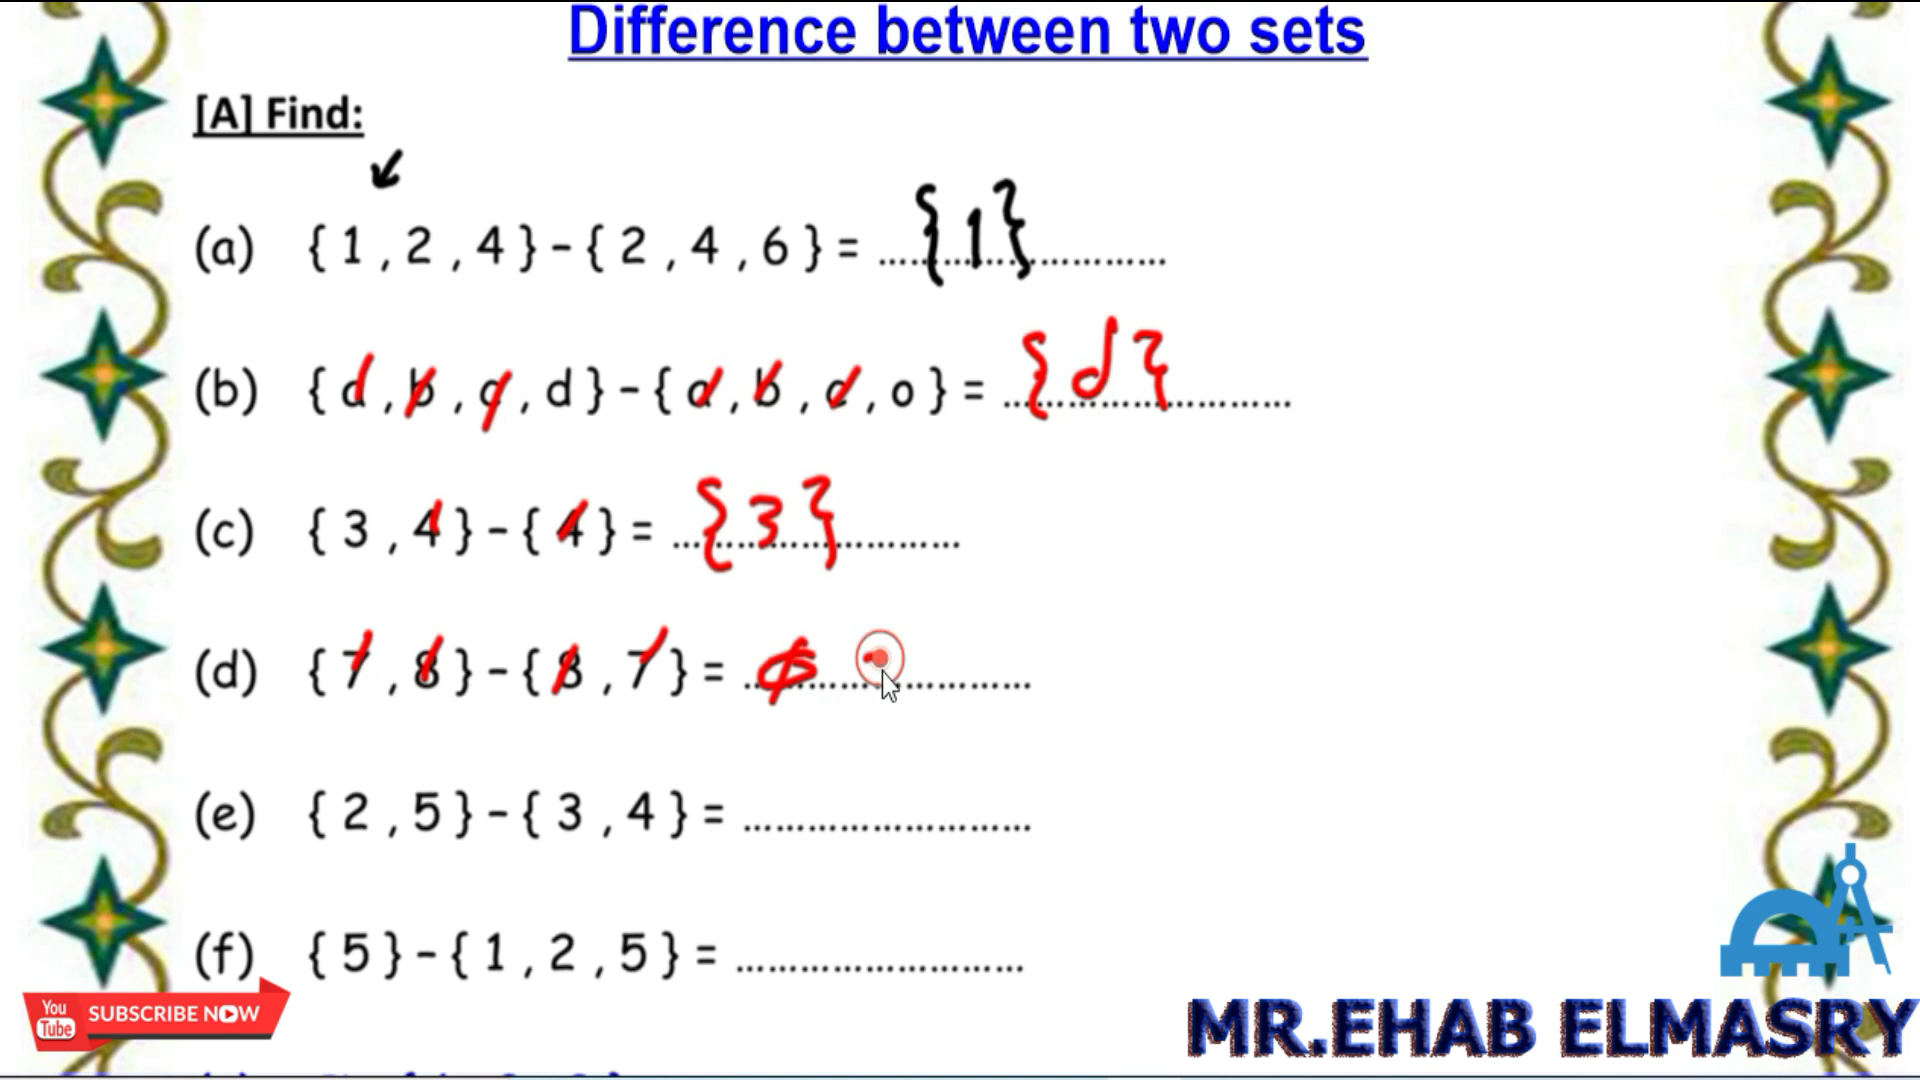 Difference between two sets
[A] Find:
(a) { 1 , 2 , 4 } - { 2 , 4 , 6 } = ........{1}................
(b) { a , b , c , d } - { a , b , c , o } = ...{d}................
(c) { 3 , 4 } - { 4 } = ...{3}................
(d) { 7 , 8 } - { 8 , 7 } = ..ϕ................
(e) { 2 , 5 } - { 3 , 4 } = ..........................
(f) { 5 } - { 1 , 2 , 5 } = ..........................
You Tube SUBSCRIBE NOW
MR.EHAB ELMASRY